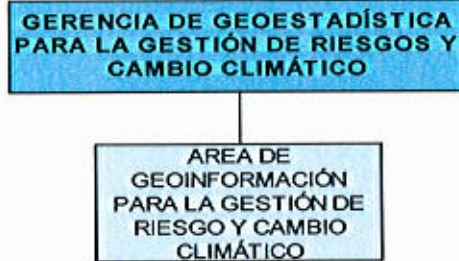 GERENCIA DE GEOESTADÍSTICA
PARA LA GESTIÓN DE RIESGOS Y
CAMBIO CLIMÁTICO
AREA DE
GEOINFORMACIÓN
PARA LA GESTIÓN DE
RIESGO Y CAMBIO
CLIMÁTICO